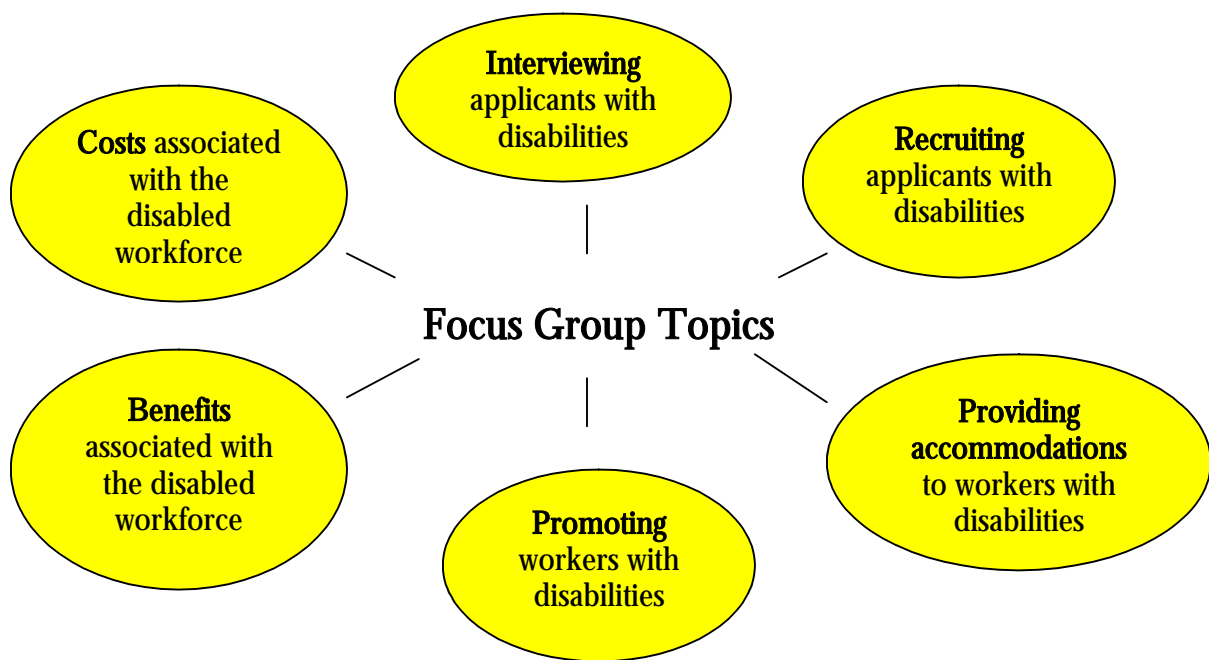 Interviewing
applicants with
disabilities
Costs associated
with the
disabled
workforce
Recruiting
applicants with
disabilities
Focus Group Topics
Benefits
associated with
the disabled
workforce
Providing
accommodations
to workers with
disabilities
Promoting
workers with
disabilities